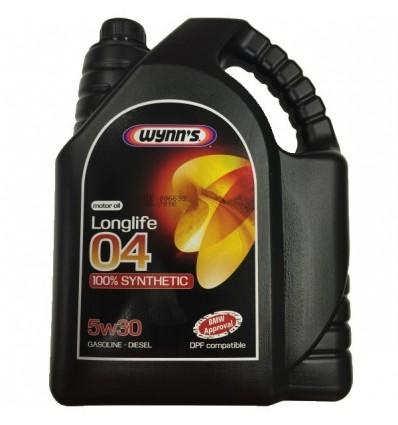 WYNN'S
motor oil
Longlife
04
100% SYNTHETIC
5w30
GASOLINE - DIESEL
BMW
Approval
DPF compatible